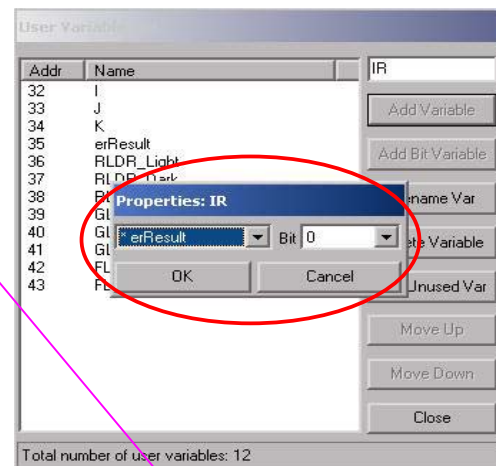 User Variable
Addr Name
IR
32 I
33 J
34 K
35 erResult
36 RLDR_Light
37 RLDR_Dark
38
39
40
41
42
43
Add Variable
Add Bit Variable
ename Var
te Variable
Unused Var
Move Up
Move Down
Close
Properties: IR
* erResult Bit 0
OK Cancel
Total number of user variables: 12